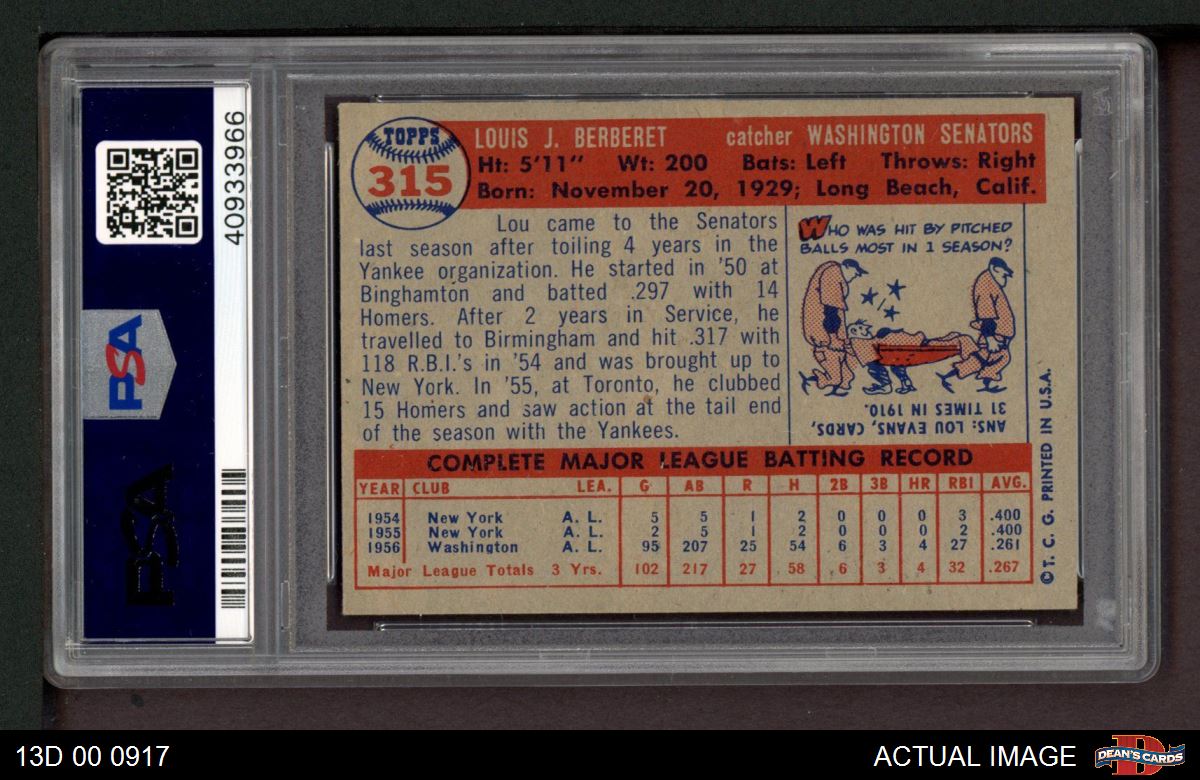 40933966
PSA
PSA
TOPPS
315
LOUIS J. BERBERET catcher WASHINGTON SENATORS
Ht: 5'11" Wt: 200 Bats: Left Throws: Right
Born: November 20, 1929; Long Beach, Calif.
Lou came to the Senators
last season after toiling 4 years in the
Yankee organization. He started in '50 at
Binghamton and batted .297 with 14
Homers. After 2 years in Service, he
travelled to Birmingham and hit .317 with
118 R.B.I.'s in '54 and was brought up to
New York. In '55, at Toronto, he clubbed
15 Homers and saw action at the tail end
of the season with the Yankees.
WHO WAS HIT BY PITCHED
BALLS MOST IN 1 SEASON?
ANS: LOU EVANS, CARDS,
31 TIMES IN 1910.
COMPLETE MAJOR LEAGUE BATTING RECORD
YEAR CLUB LEA. G AB R H 2B 3B HR RBI AVG.
1954 New York A. L. 5 5 1 2 0 0 0 3 .400
1955 New York A. L. 2 5 1 2 0 0 0 2 .400
1956 Washington A. L. 95 207 25 54 6 3 4 27 .261
Major League Totals 3 Yrs. 102 217 27 58 6 3 4 32 .267
©T. C. G. PRINTED IN U.S.A.
13D 00 0917
ACTUAL IMAGE
D
DEAN'S CARDS